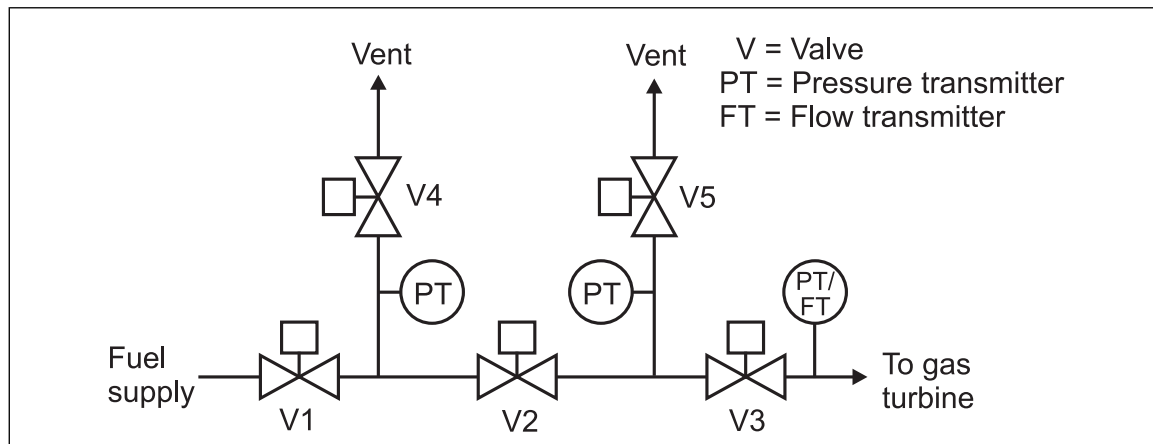 Vent
Vent
V = Valve
PT = Pressure transmitter
FT = Flow transmitter
V4
V5
PT
PT
PT/
FT
Fuel
supply
V1
V2
V3
To gas
turbine